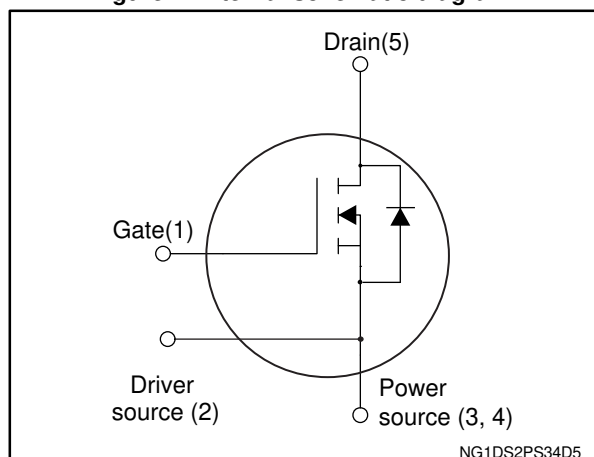 Drain(5)
Gate(1)
Driver
source (2)
Power
source (3, 4)
NG1DS2PS34D5